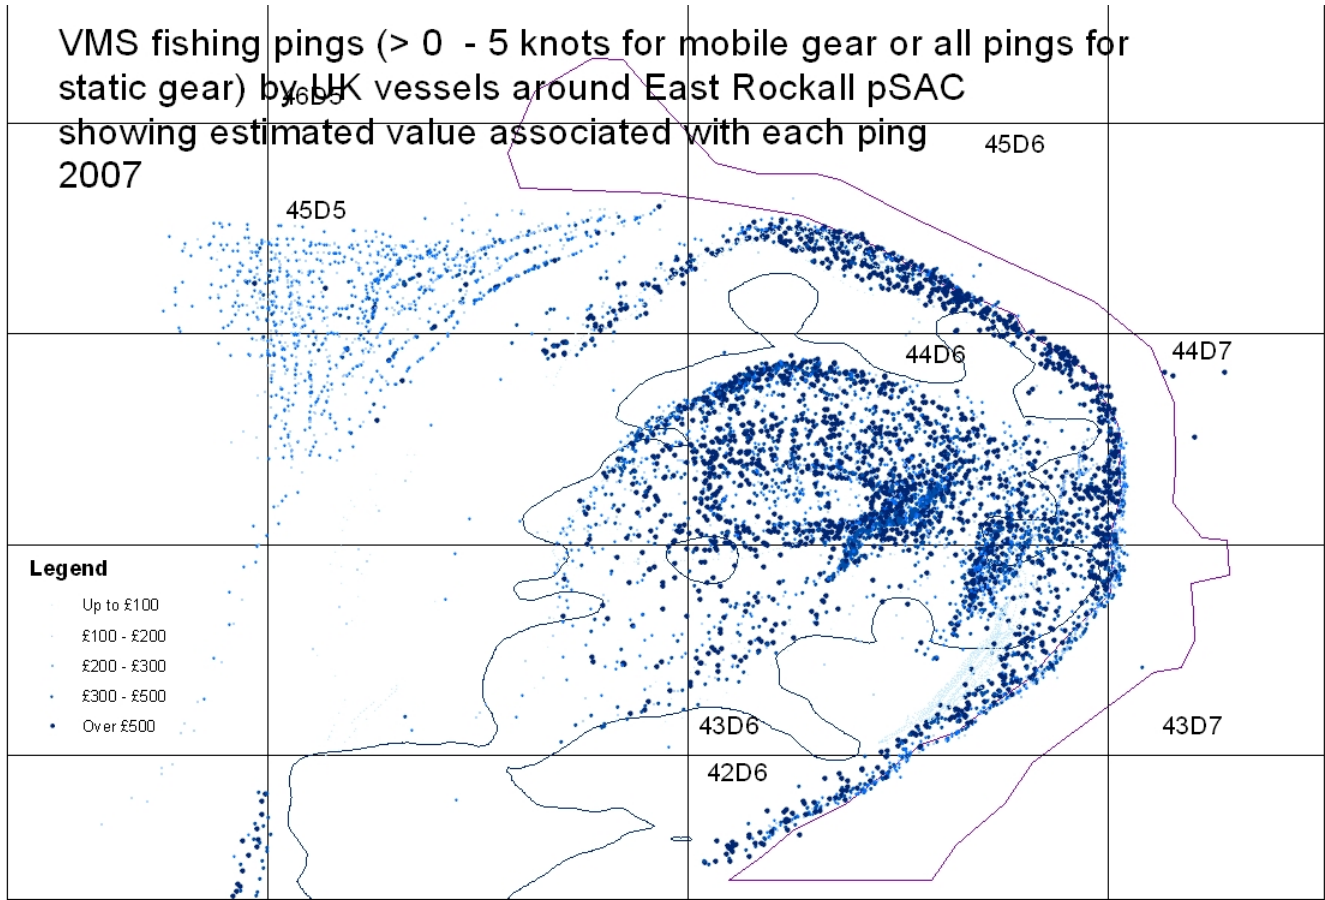 VMS fishing pings (> 0 - 5 knots for mobile gear or all pings for
static gear) by UK vessels around East Rockall pSAC
46D5
showing estimated value associated with each ping
45D6
2007
45D5
44D6
44D7
Legend
Up to £100
£100 - £200
£200 - £300
£300 - £500
Over £500
43D6
43D7
42D6